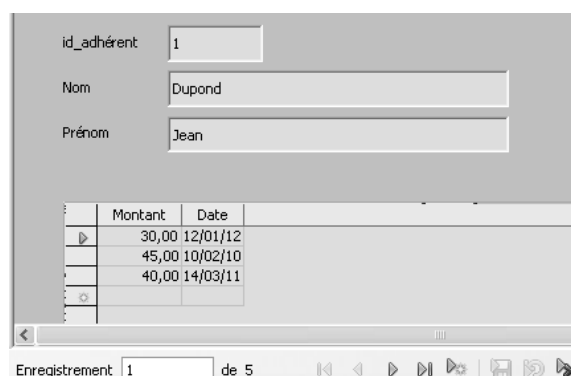 id_adhérent 1
Nom Dupond
Prénom Jean
Montant Date
30,00 12/01/12
45,00 10/02/10
40,00 14/03/11
Enregistrement 1 de 5